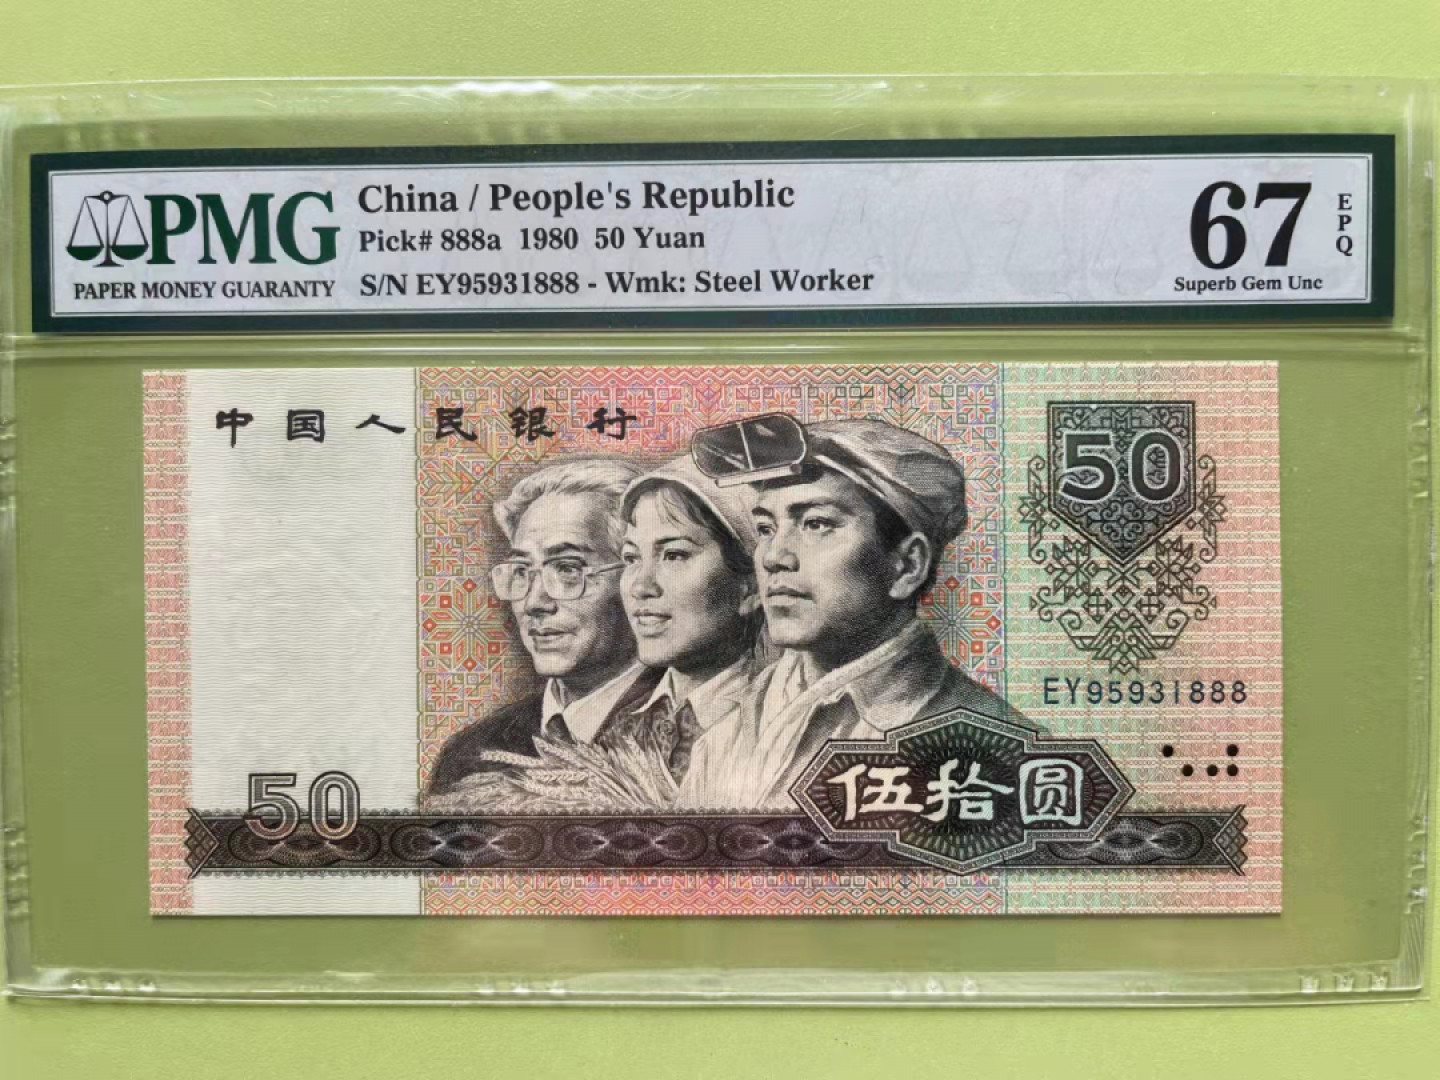 PMG
PAPER MONEY GUARANTY
China / People's Republic
Pick# 888a 1980 50 Yuan
S/N EY95931888 - Wmk: Steel Worker
67
EPQ
Superb Gem Unc
中国人民银行
50
EY95931888
50
伍拾圆